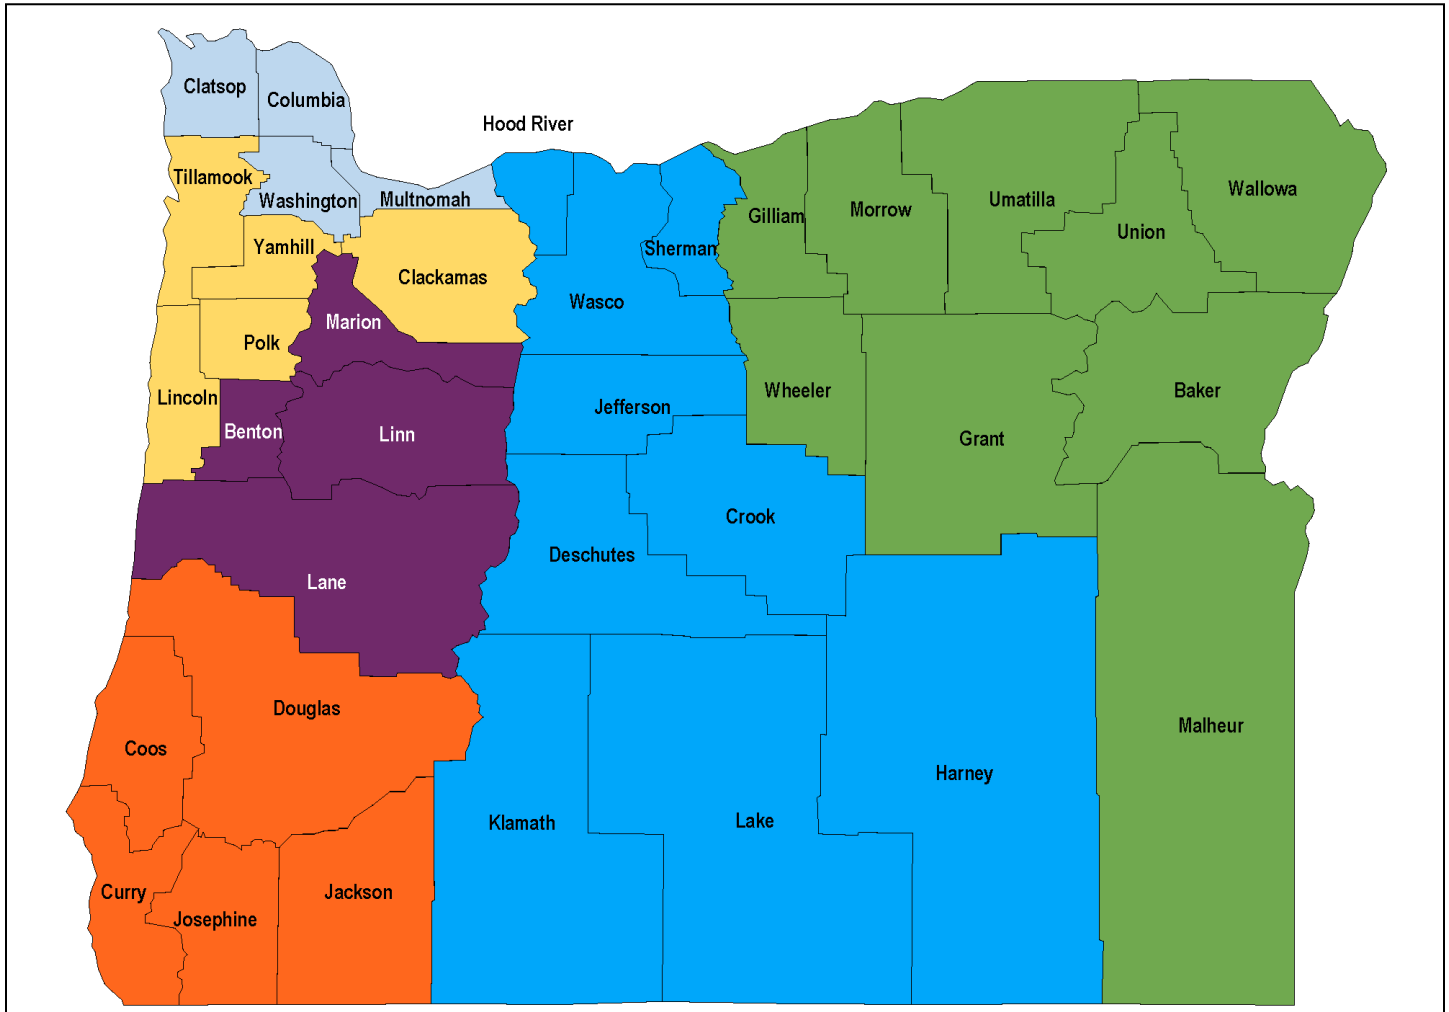 Clatsop
Columbia
Hood River
Tillamook
Washington
Multnomah
Gilliam
Morrow
Umatilla
Wallowa
Union
Yamhill
Clackamas
Sherman
Wasco
Marion
Polk
Lincoln
Benton
Linn
Jefferson
Wheeler
Grant
Baker
Crook
Deschutes
Lane
Douglas
Coos
Malheur
Harney
Klamath
Lake
Curry
Josephine
Jackson